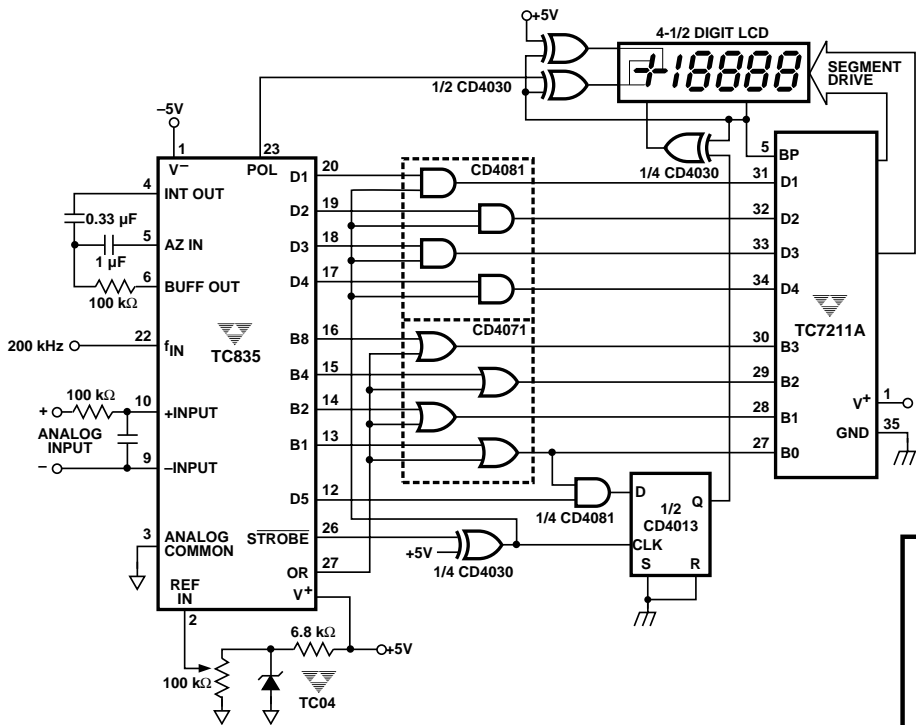 +5V
4-1/2 DIGIT LCD
+18888
SEGMENT
DRIVE
1/2 CD4030
–5V
1
23
V–
POL
5
BP
1/4 CD4030
4
INT OUT
0.33 µF
5
AZ IN
1 µF
6
BUFF OUT
100 kΩ
200 kHz
22
fIN
TC835
100 kΩ
+
10
+INPUT
ANALOG
INPUT
–
9
–INPUT
3
ANALOG
COMMON
REF
IN
2
D1
20
D2
19
D3
18
D4
17
B8
16
B4
15
B2
14
B1
13
D5
12
STROBE
26
OR
27
V+
CD4081
CD4071
31
D1
32
D2
33
D3
34
D4
TC7211A
30
B3
29
B2
28
B1
27
B0
V+
1
GND
35
1/4 CD4081
D
Q
1/2
CD4013
CLK
S
R
+5V
1/4 CD4030
6.8 kΩ
+5V
100 kΩ
TC04